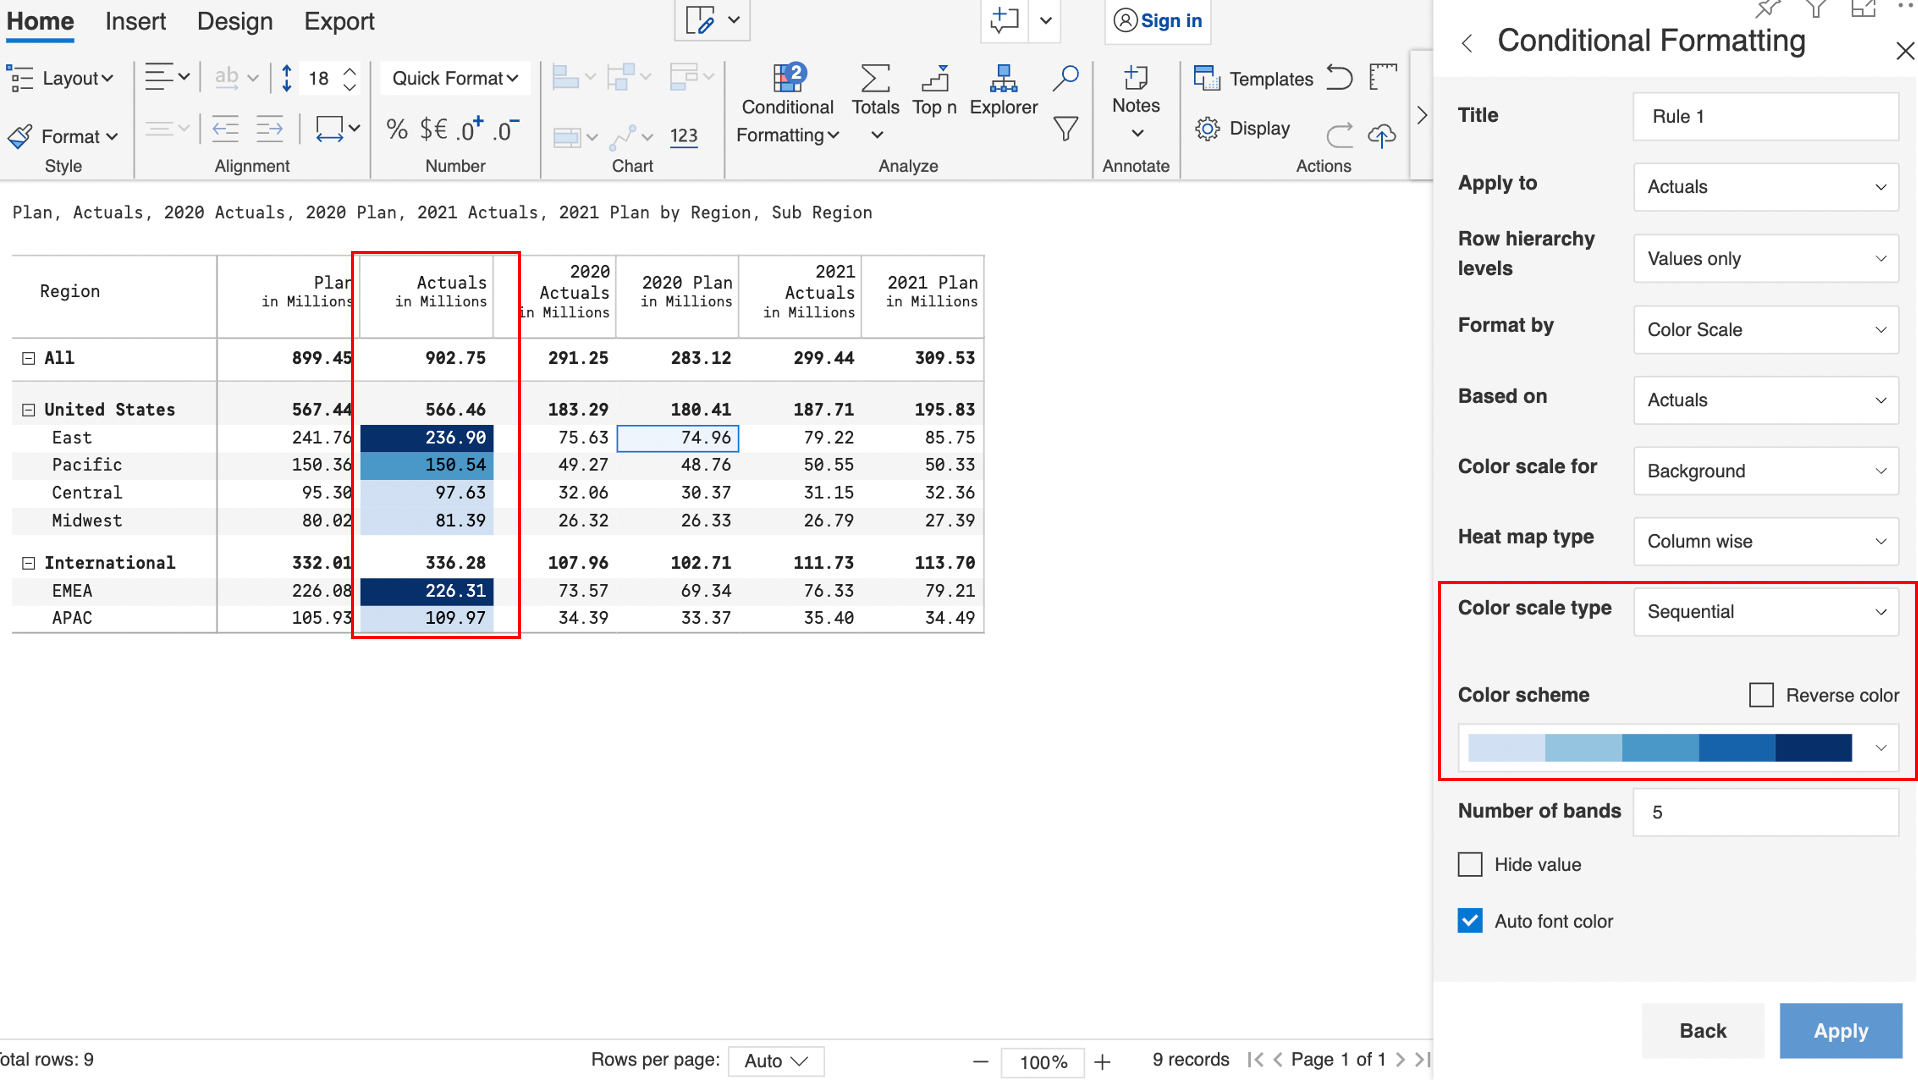 Home Insert Design Export
Sign in
Conditional Formatting
Layout
ab
18
Quick Format
2
Conditional Formatting
Totals
Top n
Explorer
Notes
Templates
Format
% $€ .0+ .0-
123
Display
Style
Alignment
Number
Chart
Analyze
Annotate
Actions
Plan, Actuals, 2020 Actuals, 2020 Plan, 2021 Actuals, 2021 Plan by Region, Sub Region
Region
Plan in Millions
Actuals in Millions
2020 Actuals in Millions
2020 Plan in Millions
2021 Actuals in Millions
2021 Plan in Millions
All 899.45 902.75 291.25 283.12 299.44 309.53
United States 567.44 566.46 183.29 180.41 187.71 195.83
East 241.76 236.90 75.63 74.96 79.22 85.75
Pacific 150.36 150.54 49.27 48.76 50.55 50.33
Central 95.30 97.63 32.06 30.37 31.15 32.36
Midwest 80.02 81.39 26.32 26.33 26.79 27.39
International 332.01 336.28 107.96 102.71 111.73 113.70
EMEA 226.08 226.31 73.57 69.34 76.33 79.21
APAC 105.93 109.97 34.39 33.37 35.40 34.49
Title Rule 1
Apply to Actuals
Row hierarchy levels Values only
Format by Color Scale
Based on Actuals
Color scale for Background
Heat map type Column wise
Color scale type Sequential
Color scheme Reverse color
Number of bands 5
Hide value
Auto font color
Back Apply
otal rows: 9
Rows per page: Auto
100%
9 records
Page 1 of 1